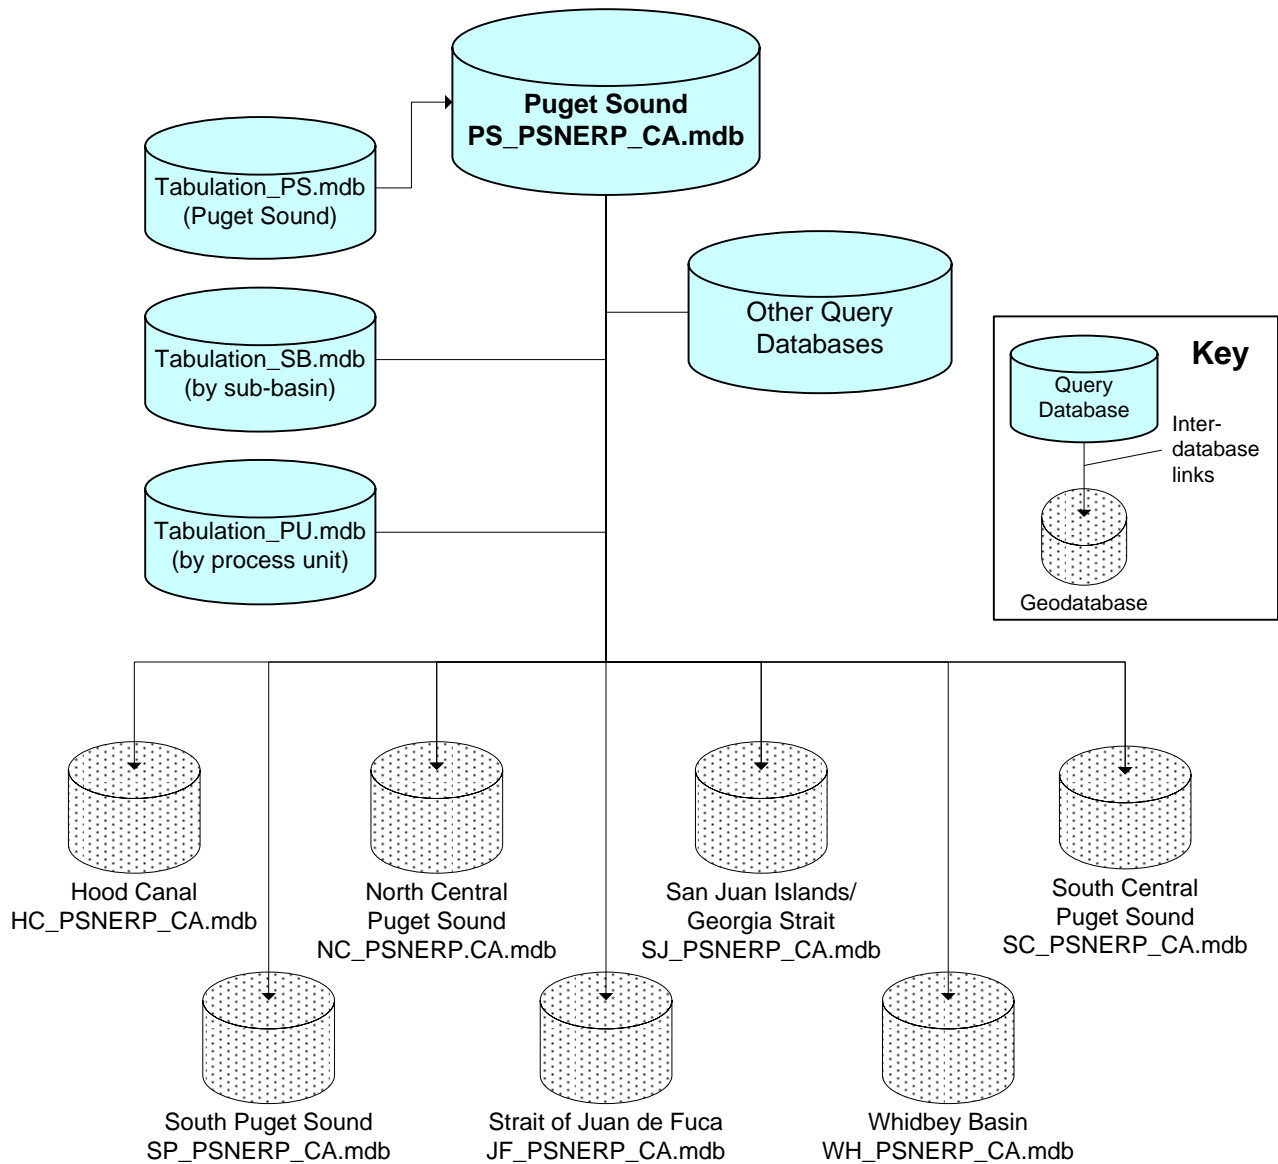 Puget Sound
PS_PSNERP_CA.mdb
Tabulation_PS.mdb
(Puget Sound)
Other Query
Databases
Tabulation_SB.mdb
(by sub-basin)
Tabulation_PU.mdb
(by process unit)
Key
Query
Database
Inter-
database
links
Geodatabase
Hood Canal
HC_PSNERP_CA.mdb
North Central
Puget Sound
NC_PSNERP.CA.mdb
San Juan Islands/
Georgia Strait
SJ_PSNERP_CA.mdb
South Central
Puget Sound
SC_PSNERP_CA.mdb
South Puget Sound
SP_PSNERP_CA.mdb
Strait of Juan de Fuca
JF_PSNERP_CA.mdb
Whidbey Basin
WH_PSNERP_CA.mdb